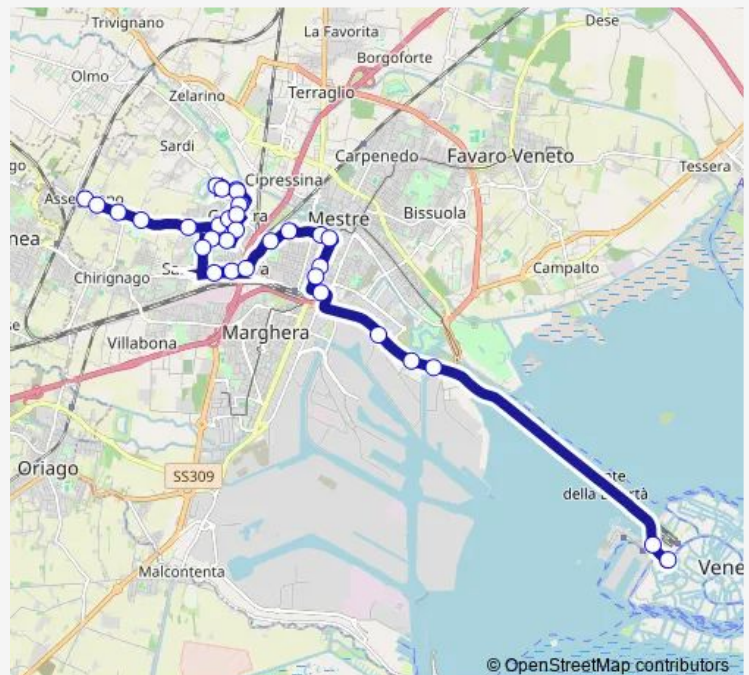 Trivignano
Dese
La Favorita
Borgoforte
Olmo
Terraglio
Zelarino
Sardi
Carpenedo
Favaro Veneto
Tessera
Cipressina
Mestre
Bissuola
Campalto
Chirignago
Villabona
Marghera
Oriago
SS309
della
Malcontenta
© OpenStreetMap contributors